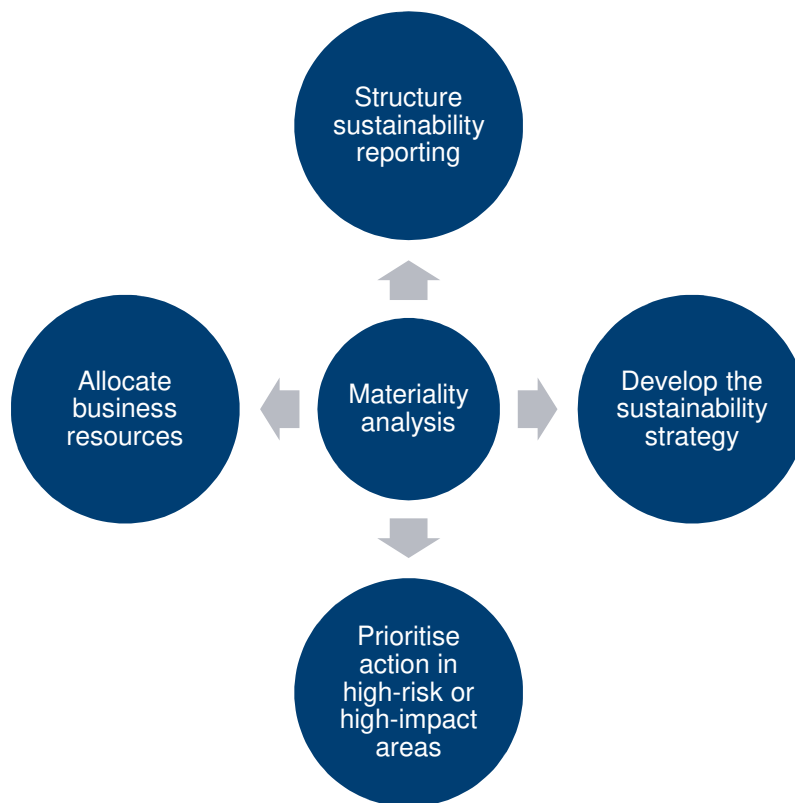 Structure
sustainability
reporting
Allocate
business
resources
Materiality
analysis
Develop the
sustainability
strategy
Prioritise
action in
high-risk or
high-impact
areas